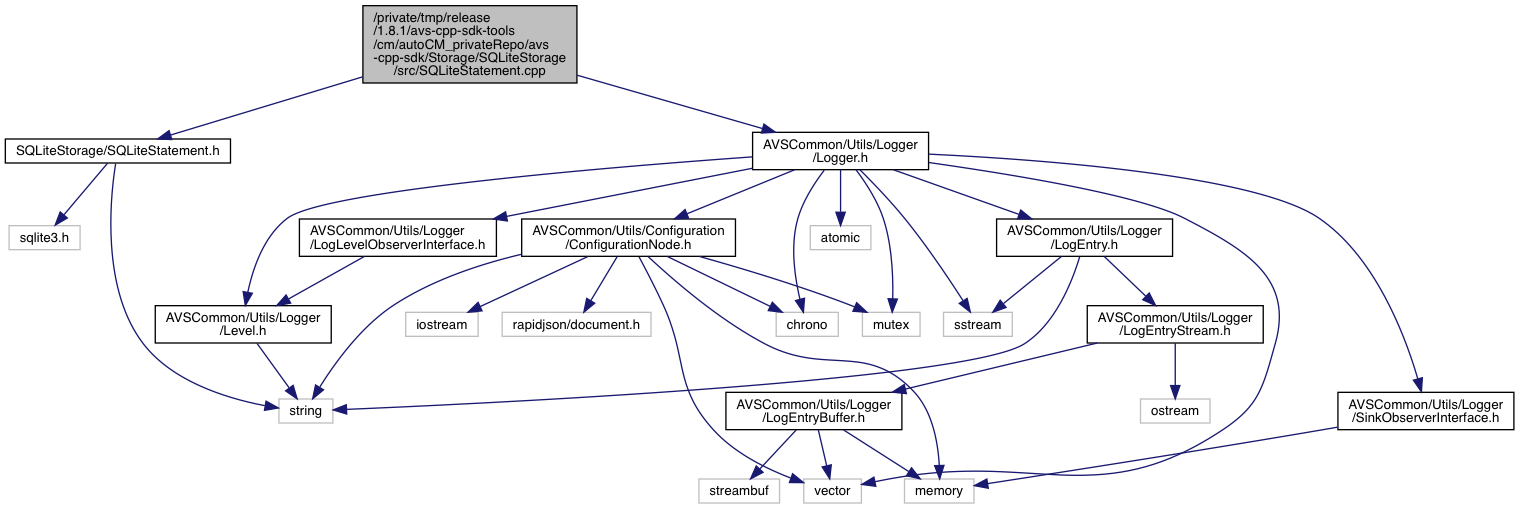 /private/tmp/release
/1.8.1/avs-cpp-sdk-tools
/cm/autoCM_privateRepo/avs
-cpp-sdk/Storage/SQLiteStorage
/src/SQLiteStatement.cpp
SQLiteStorage/SQLiteStatement.h
AVSCommon/Utils/Logger
/Logger.h
sqlite3.h
AVSCommon/Utils/Logger
/LogLevelObserverInterface.h
AVSCommon/Utils/Configuration
/ConfigurationNode.h
atomic
AVSCommon/Utils/Logger
/LogEntry.h
AVSCommon/Utils/Logger
/Level.h
iostream
rapidjson/document.h
chrono
mutex
sstream
AVSCommon/Utils/Logger
/LogEntryStream.h
string
AVSCommon/Utils/Logger
/LogEntryBuffer.h
ostream
AVSCommon/Utils/Logger
/SinkObserverInterface.h
streambuf
vector
memory